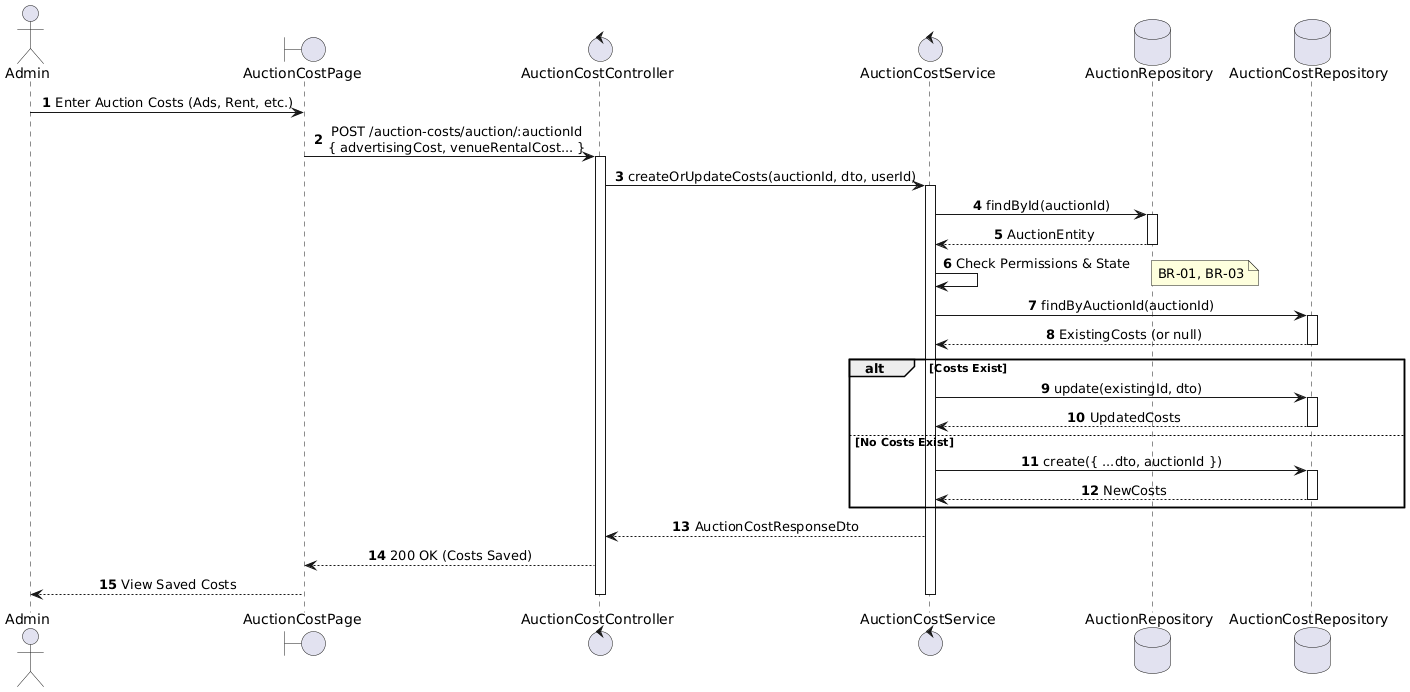 Admin
AuctionCostPage
AuctionCostController
AuctionCostService
AuctionRepository
AuctionCostRepository
1 Enter Auction Costs (Ads, Rent, etc.)
2 POST /auction-costs/auction/:auctionId
{ advertisingCost, venueRentalCost... }
3 createOrUpdateCosts(auctionId, dto, userId)
4 findById(auctionId)
5 AuctionEntity
6 Check Permissions & State
BR-01, BR-03
7 findByAuctionId(auctionId)
8 ExistingCosts (or null)
alt [Costs Exist]
9 update(existingId, dto)
10 UpdatedCosts
[No Costs Exist]
11 create({ ...dto, auctionId })
12 NewCosts
13 AuctionCostResponseDto
14 200 OK (Costs Saved)
15 View Saved Costs
Admin
AuctionCostPage
AuctionCostController
AuctionCostService
AuctionRepository
AuctionCostRepository